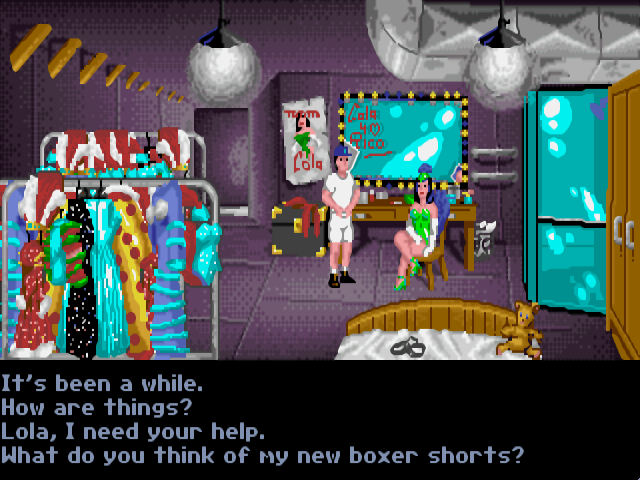 Lola
Lola
4♥
Rico
It's been a while.
How are things?
Lola, I need your help.
What do you think of my new boxer shorts?